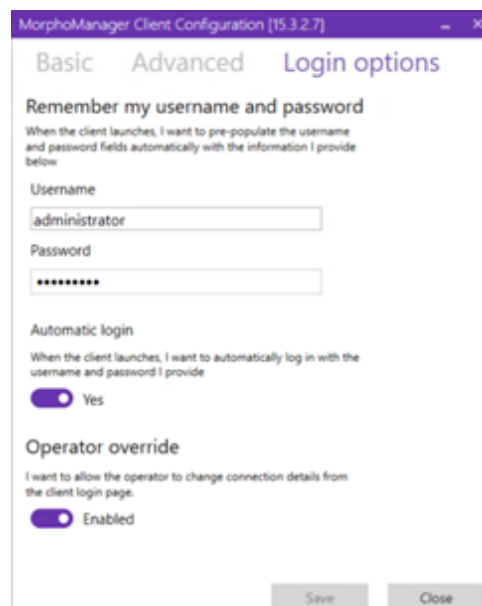 MorphoManager Client Configuration [15.3.2.7]
Basic Advanced Login options
Remember my username and password
When the client launches, I want to pre-populate the username
and password fields automatically with the information I provide
below
Username
administrator
Password
•••••••••
Automatic login
When the client launches, I want to automatically log in with the
username and password I provide
Yes
Operator override
I want to allow the operator to change connection details from
the client login page.
Enabled
Save Close